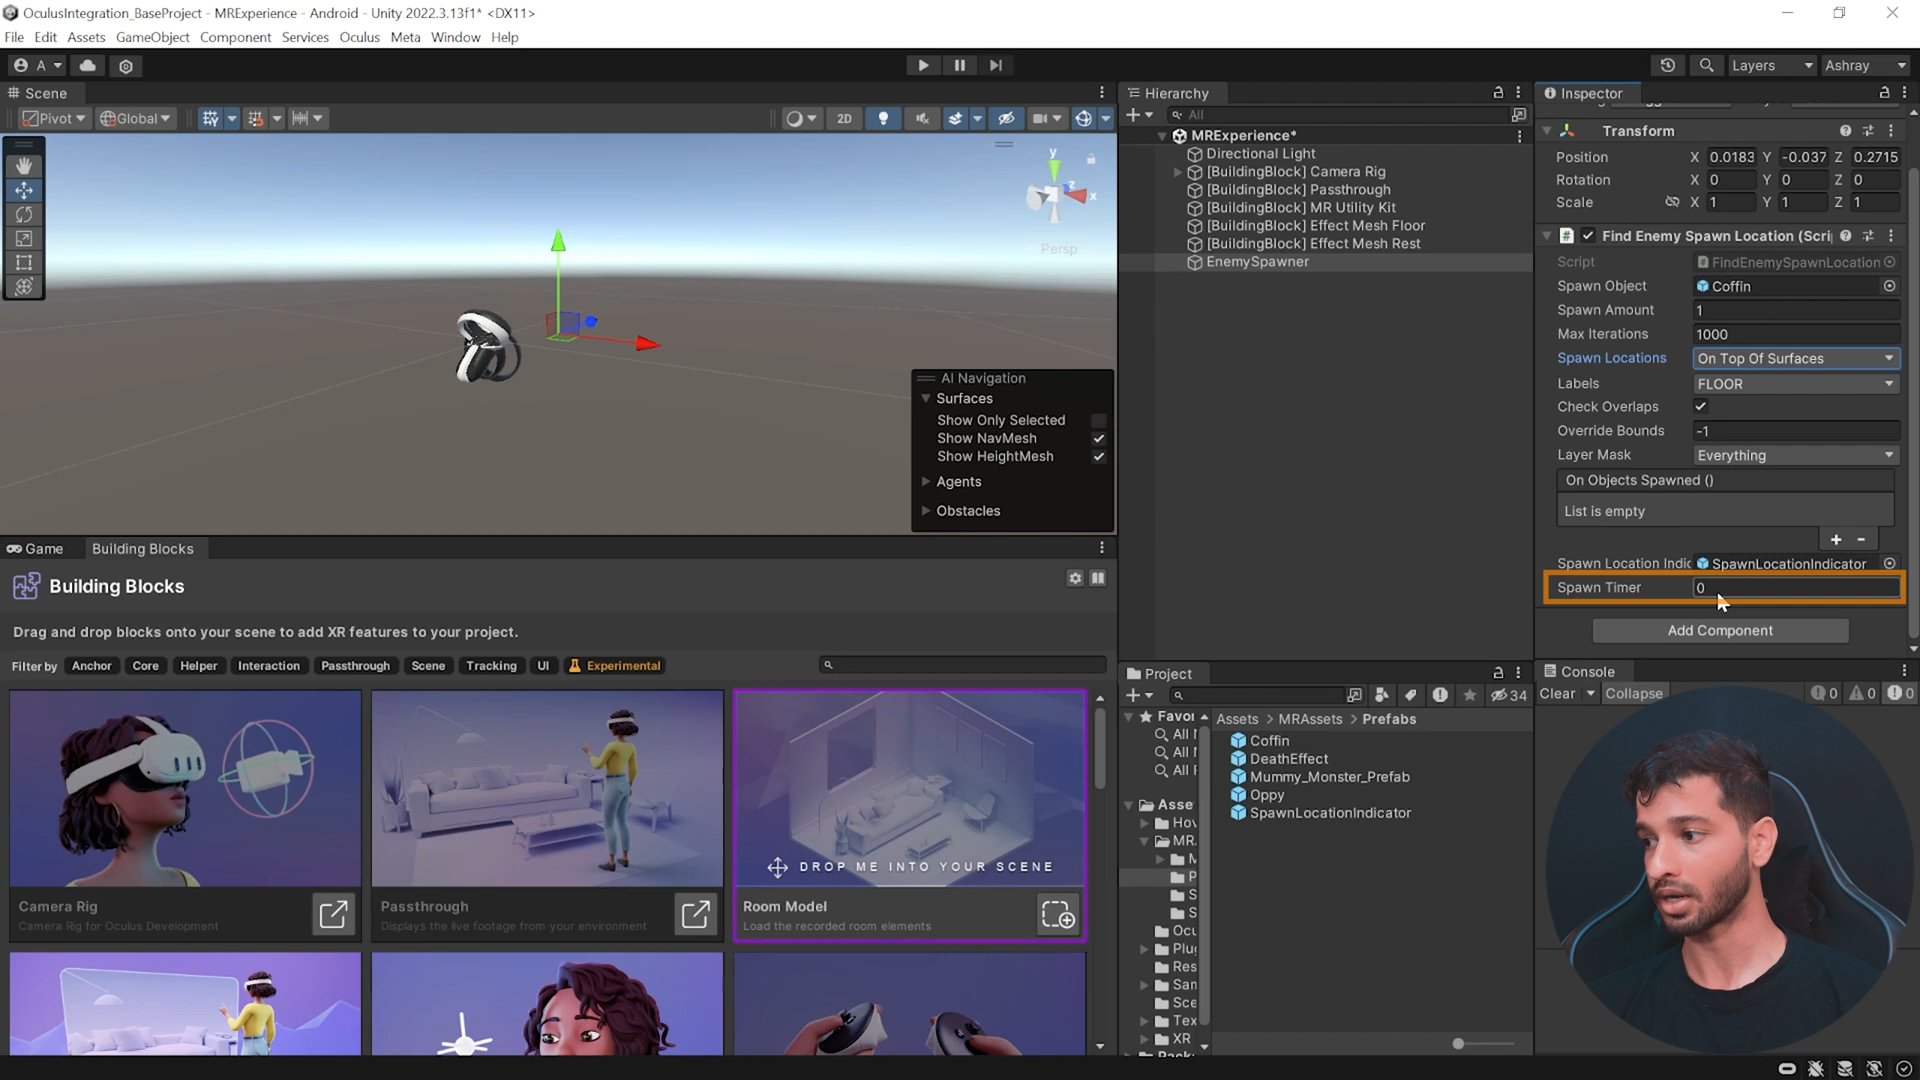 OculusIntegration_BaseProject - MRExperience - Android - Unity 2022.3.13f1* <DX11>
File Edit Assets GameObject Component Services Oculus Meta Window Help
A Layers Ashray
Scene
Pivot Global 2D
y
x
z
Persp
AI Navigation
Surfaces
Show Only Selected
Show NavMesh
Show HeightMesh
Agents
Obstacles
Game Building Blocks
Building Blocks
Drag and drop blocks onto your scene to add XR features to your project.
Filter by Anchor Core Helper Interaction Passthrough Scene Tracking UI Experimental
DROP ME INTO YOUR SCENE
Camera Rig
Camera Rig for Oculus Development
Passthrough
Displays the live footage from your environment
Room Model
Load the recorded room elements
Hierarchy
All
MRExperience*
Directional Light
[BuildingBlock] Camera Rig
[BuildingBlock] Passthrough
[BuildingBlock] MR Utility Kit
[BuildingBlock] Effect Mesh Floor
[BuildingBlock] Effect Mesh Rest
EnemySpawner
Project
34
Favor
All
All
All
Asse
Ho
MR.
Ocu
Plu
Res
San
Sce
Tex
XR
Assets > MRAssets > Prefabs
Coffin
DeathEffect
Mummy_Monster_Prefab
Oppy
SpawnLocationIndicator
Inspector
Transform
Position X 0.0183 Y -0.037 Z 0.2715
Rotation X 0 Y 0 Z 0
Scale X 1 Y 1 Z 1
Find Enemy Spawn Location (Scri
Script FindEnemySpawnLocation
Spawn Object Coffin
Spawn Amount 1
Max Iterations 1000
Spawn Locations On Top Of Surfaces
Labels FLOOR
Check Overlaps
Override Bounds -1
Layer Mask Everything
On Objects Spawned ()
List is empty
+ -
Spawn Location Indic SpawnLocationIndicator
Spawn Timer 0
Add Component
Console
Clear Collapse 0 0 0